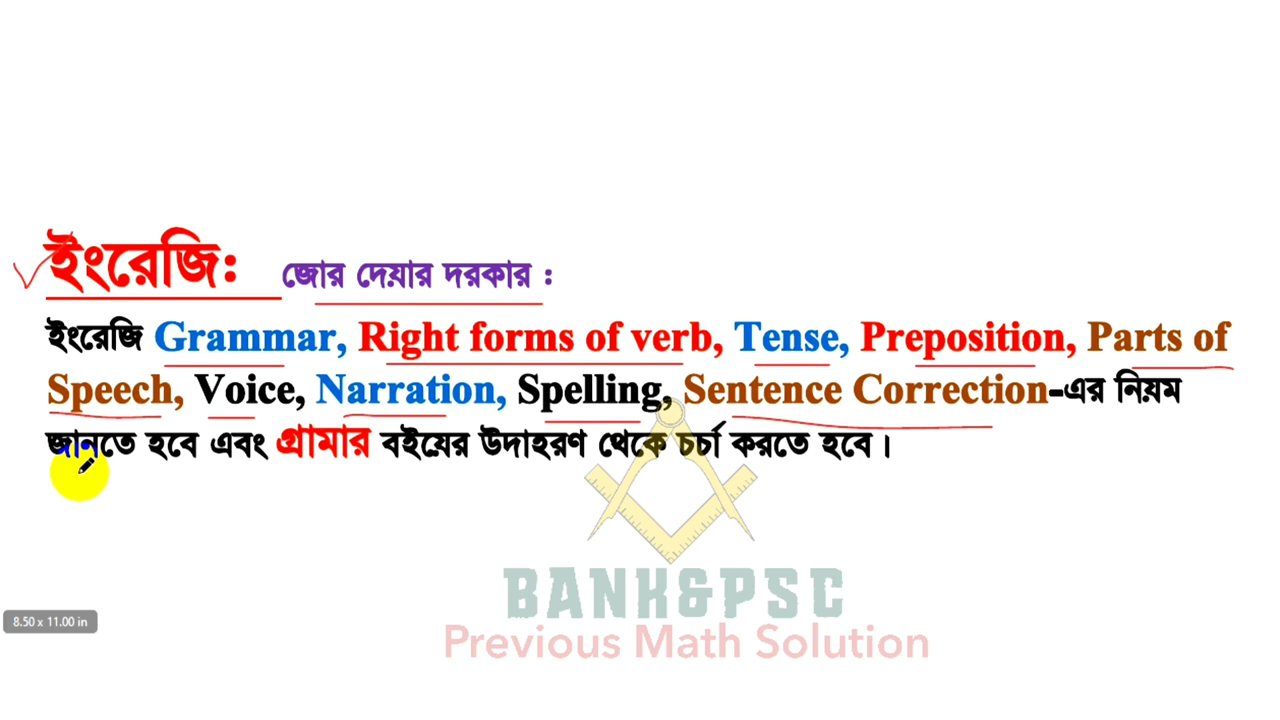 ইংরেজি: জোর দেয়ার দরকার :
ইংরেজি Grammar, Right forms of verb, Tense, Preposition, Parts of
Speech, Voice, Narration, Spelling, Sentence Correction-এর নিয়ম
জানতে হবে এবং গ্রামার বইয়ের উদাহরণ থেকে চর্চা করতে হবে।
BANK&PSC
Previous Math Solution
8.50 x 11.00 in